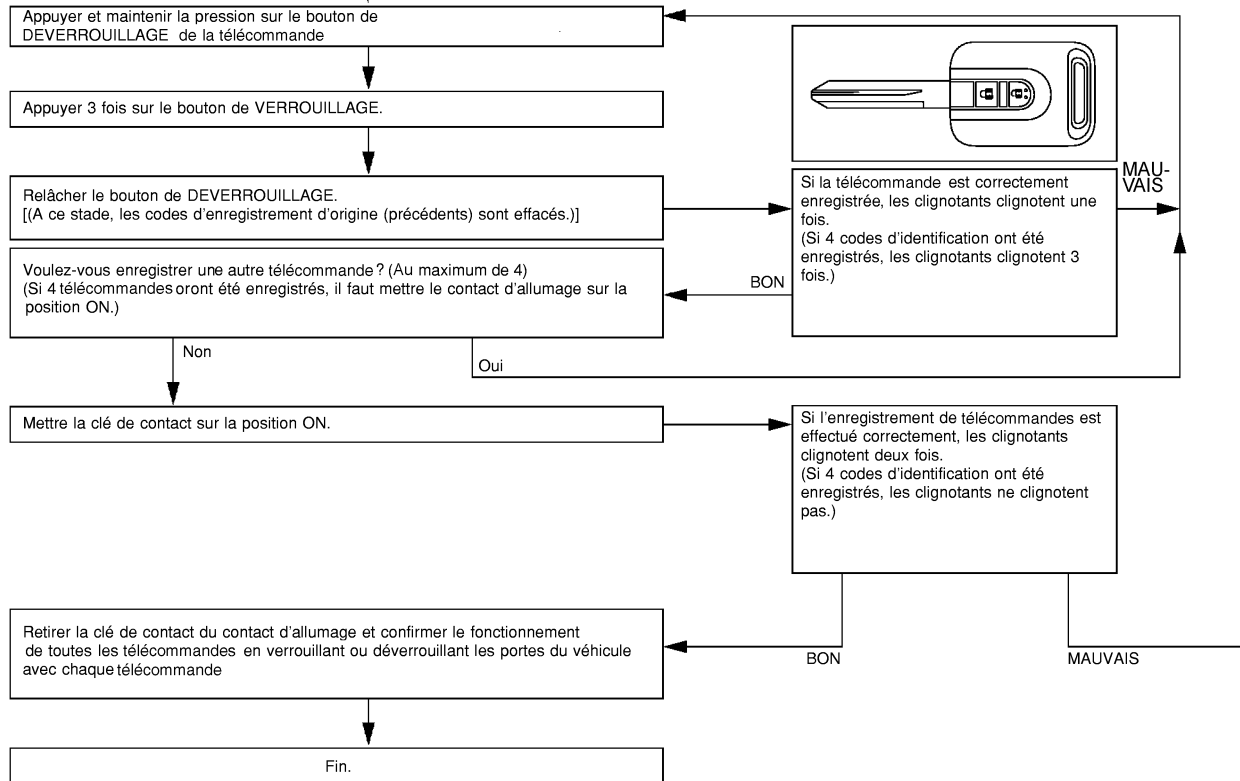 Appuyer et maintenir la pression sur le bouton de
DEVERROUILLAGE de la télécommande
Appuyer 3 fois sur le bouton de VERROUILLAGE.
Relâcher le bouton de DEVERROUILLAGE.
[(A ce stade, les codes d'enregistrement d'origine (précédents) sont effacés.)]
Si la télécommande est correctement
enregistrée, les clignotants clignotent une
fois.
(Si 4 codes d'identification ont été
enregistrés, les clignotants clignotent 3
fois.)
MAU-
VAIS
BON
Voulez-vous enregistrer une autre télécommande ? (Au maximum de 4)
(Si 4 télécommandes oront été enregistrés, il faut mettre le contact d'allumage sur la
position ON.)
Non
Oui
Mettre la clé de contact sur la position ON.
Si l'enregistrement de télécommandes est
effectué correctement, les clignotants
clignotent deux fois.
(Si 4 codes d'identification ont été
enregistrés, les clignotants ne clignotent
pas.)
BON
MAUVAIS
Retirer la clé de contact du contact d'allumage et confirmer le fonctionnement
de toutes les télécommandes en verrouillant ou déverrouillant les portes du véhicule
avec chaque télécommande
Fin.